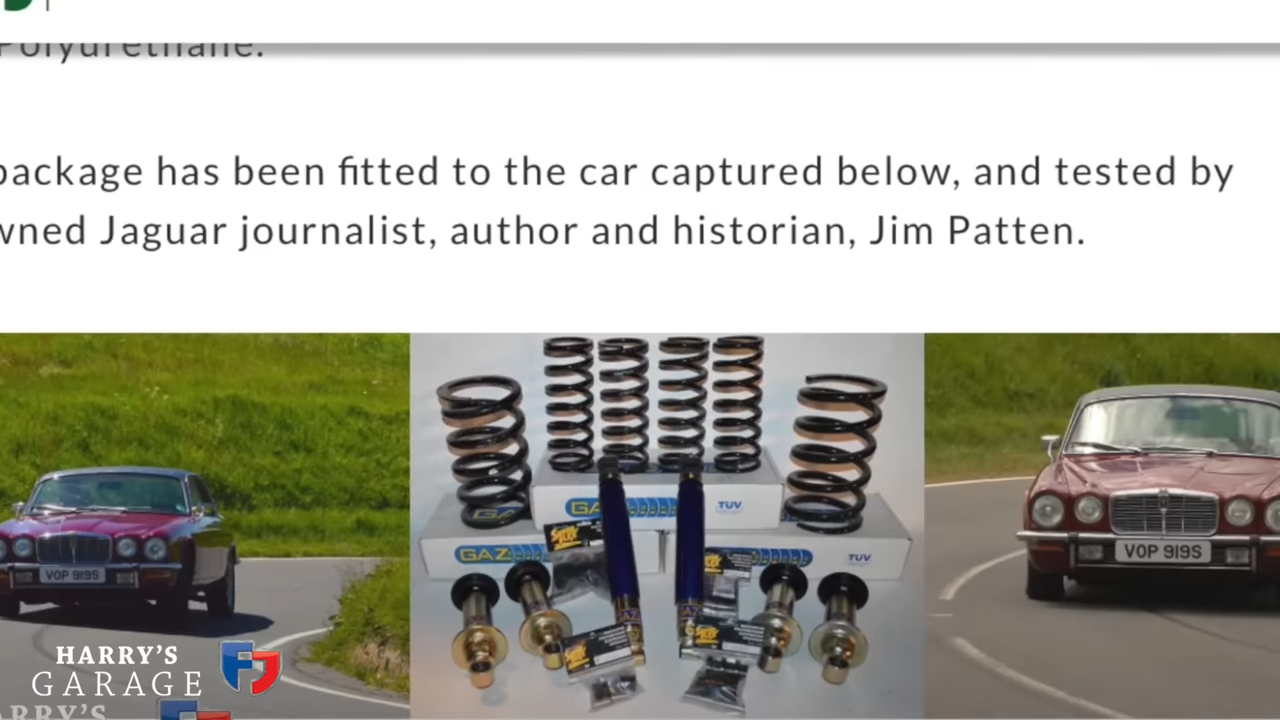 Polyurethane.
package has been fitted to the car captured below, and tested by
wned Jaguar journalist, author and historian, Jim Patten.
GAZ
TUV
GAZ
TUV
VOP 919S
VOP 919S
HARRY'S
GARAGE